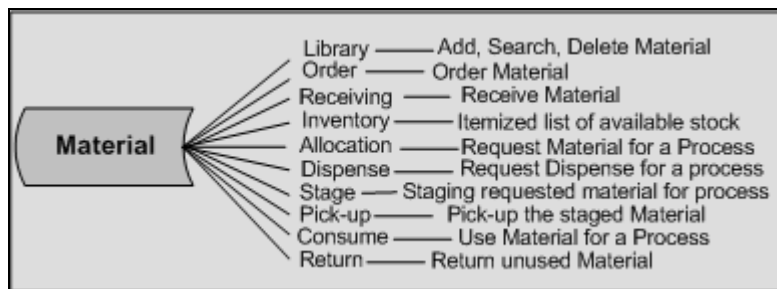 Material
Library Add, Search, Delete Material
Order Order Material
Receiving Receive Material
Inventory Itemized list of available stock
Allocation Request Material for a Process
Dispense Request Dispense for a process
Stage Staging requested material for process
Pick-up Pick-up the staged Material
Consume Use Material for a Process
Return Return unused Material